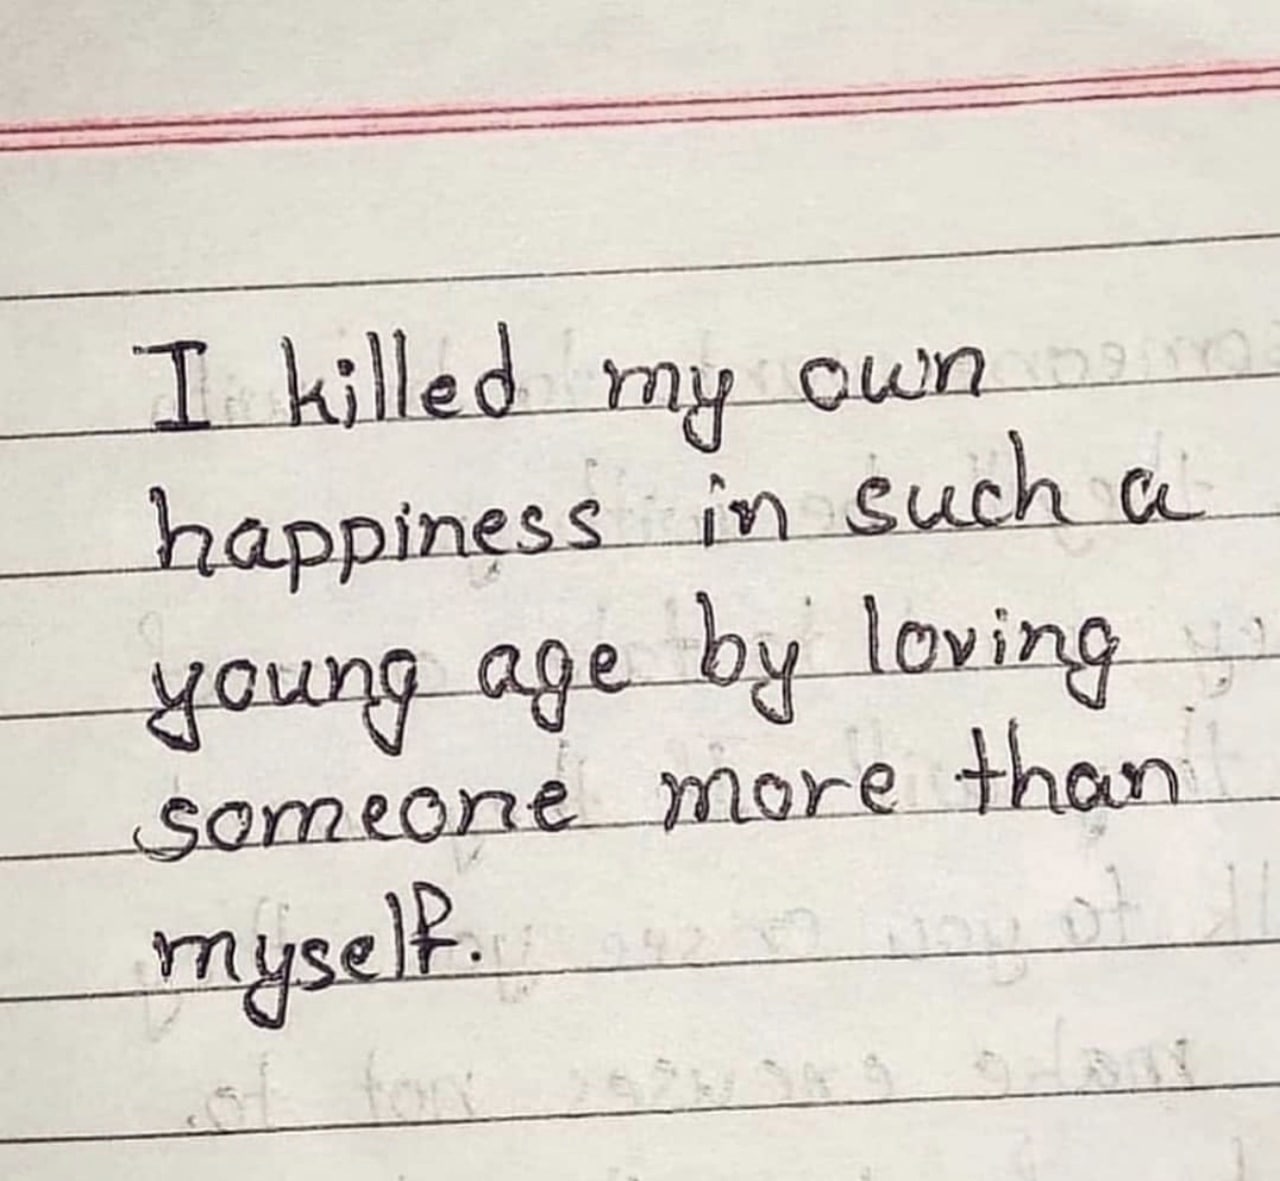 I killed my own
happiness in such a
young age by loving
someone more than
myself.